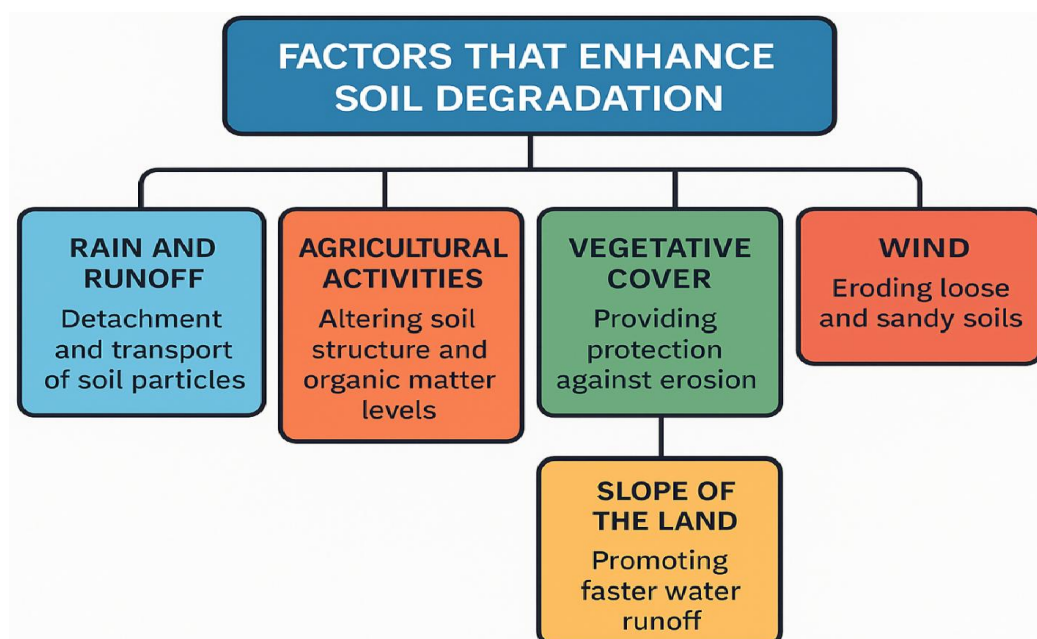 FACTORS THAT ENHANCE
SOIL DEGRADATION
RAIN AND
RUNOFF
Detachment
and transport
of soil particles
AGRICULTURAL
ACTIVITIES
Altering soil
structure and
organic matter
levels
VEGETATIVE
COVER
Providing
protection
against erosion
WIND
Eroding loose
and sandy soils
SLOPE OF
THE LAND
Promoting
faster water
runoff